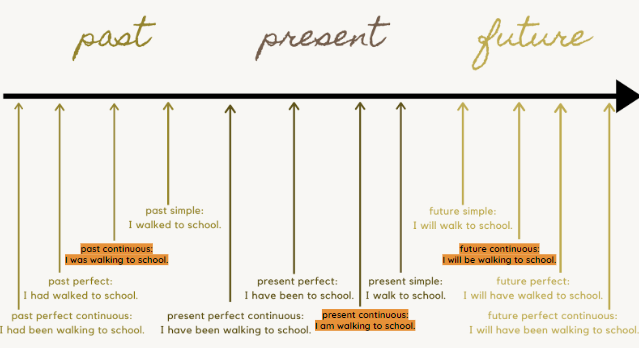 past present future
past simple:
I walked to school.
future simple:
I will walk to school.
past continuous:
I was walking to school.
future continuous:
I will be walking to school.
past perfect:
I had walked to school.
present perfect:
I have been to school.
present simple:
I walk to school.
future perfect:
I will have walked to school.
past perfect continuous:
I had been walking to school.
present perfect continuous:
I have been walking to school.
present continuous:
I am walking to school.
future perfect continuous:
I will have been walking to school.